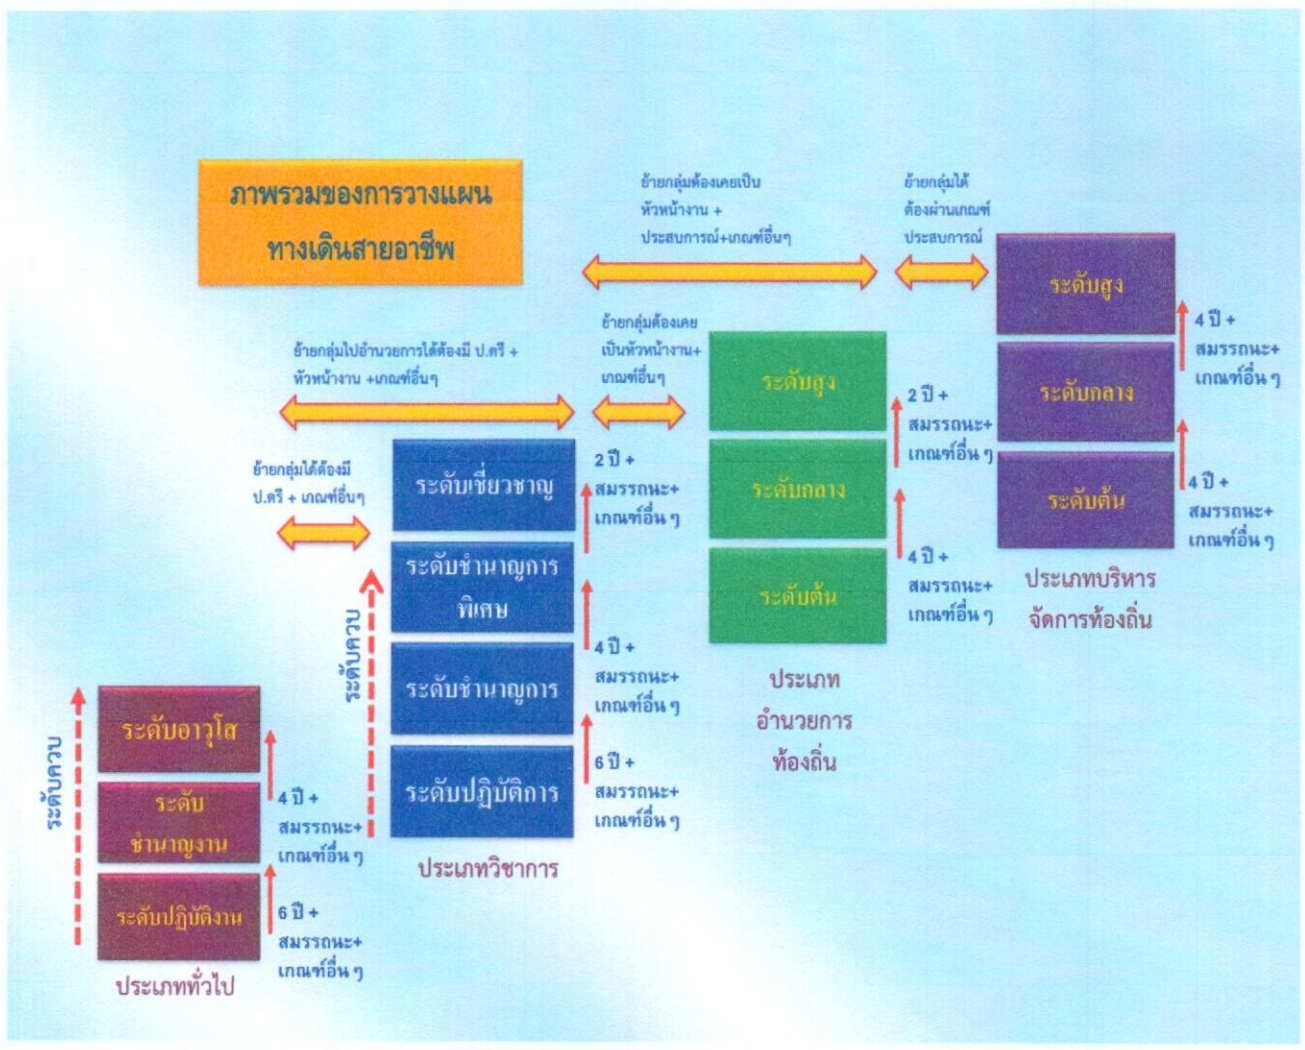 ภาพรวมของการวางแผน
ทางเดินสายอาชีพ
ย้ายกลุ่มต้องเคยเป็น
หัวหน้างาน +
ประสบการณ์+เกณฑ์อื่นๆ
ย้ายกลุ่มได้
ต้องผ่านเกณฑ์
ประสบการณ์
ย้ายกลุ่มไปอำนวยการได้ต้องมี ป.ตรี +
หัวหน้างาน +เกณฑ์อื่นๆ
ย้ายกลุ่มต้องเคย
เป็นหัวหน้างาน+
เกณฑ์อื่นๆ
ย้ายกลุ่มได้ต้องมี
ป.ตรี + เกณฑ์อื่นๆ
ระดับควบ
ระดับอาวุโส
ระดับ
ชำนาญงาน
ระดับปฏิบัติงาน
4 ปี +
สมรรถนะ+
เกณฑ์อื่น ๆ
6 ปี +
สมรรถนะ+
เกณฑ์อื่น ๆ
ประเภททั่วไป
ระดับควบ
ระดับเชี่ยวชาญ
ระดับชำนาญการ
พิเศษ
ระดับชำนาญการ
ระดับปฏิบัติการ
2 ปี +
สมรรถนะ+
เกณฑ์อื่น ๆ
4 ปี +
สมรรถนะ+
เกณฑ์อื่น ๆ
6 ปี +
สมรรถนะ+
เกณฑ์อื่น ๆ
ประเภทวิชาการ
ระดับสูง
ระดับกลาง
ระดับต้น
2 ปี +
สมรรถนะ+
เกณฑ์อื่น ๆ
4 ปี +
สมรรถนะ+
เกณฑ์อื่น ๆ
ประเภท
อำนวยการ
ท้องถิ่น
ระดับสูง
ระดับกลาง
ระดับต้น
4 ปี +
สมรรถนะ+
เกณฑ์อื่น ๆ
4 ปี +
สมรรถนะ+
เกณฑ์อื่น ๆ
ประเภทบริหาร
จัดการท้องถิ่น